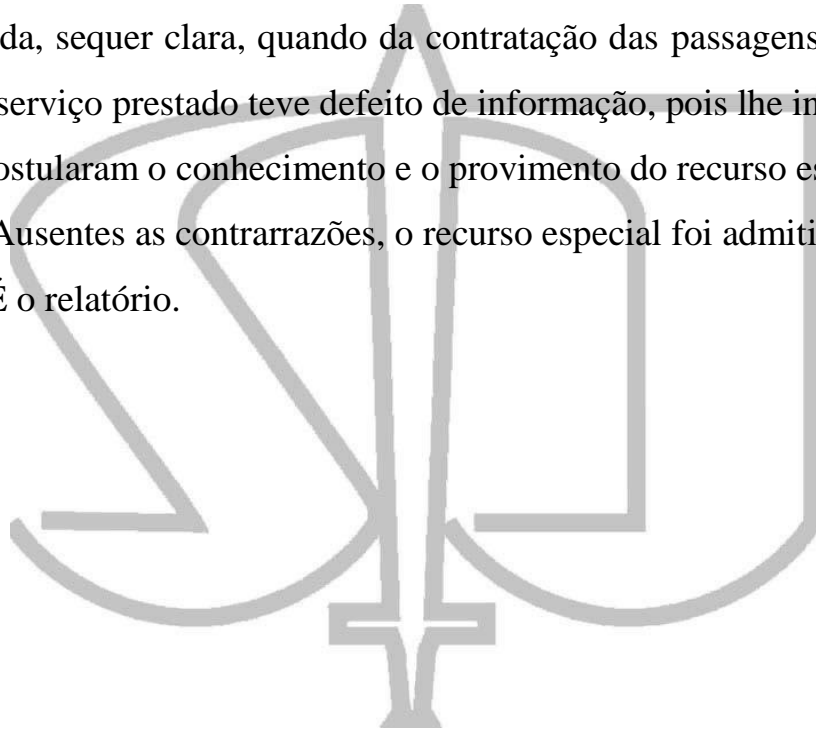 da, sequer clara, quando da contratação das passagens
serviço prestado teve defeito de informação, pois lhe in
ostularam o conhecimento e o provimento do recurso es
Ausentes as contrarrazões, o recurso especial foi admiti
É o relatório.